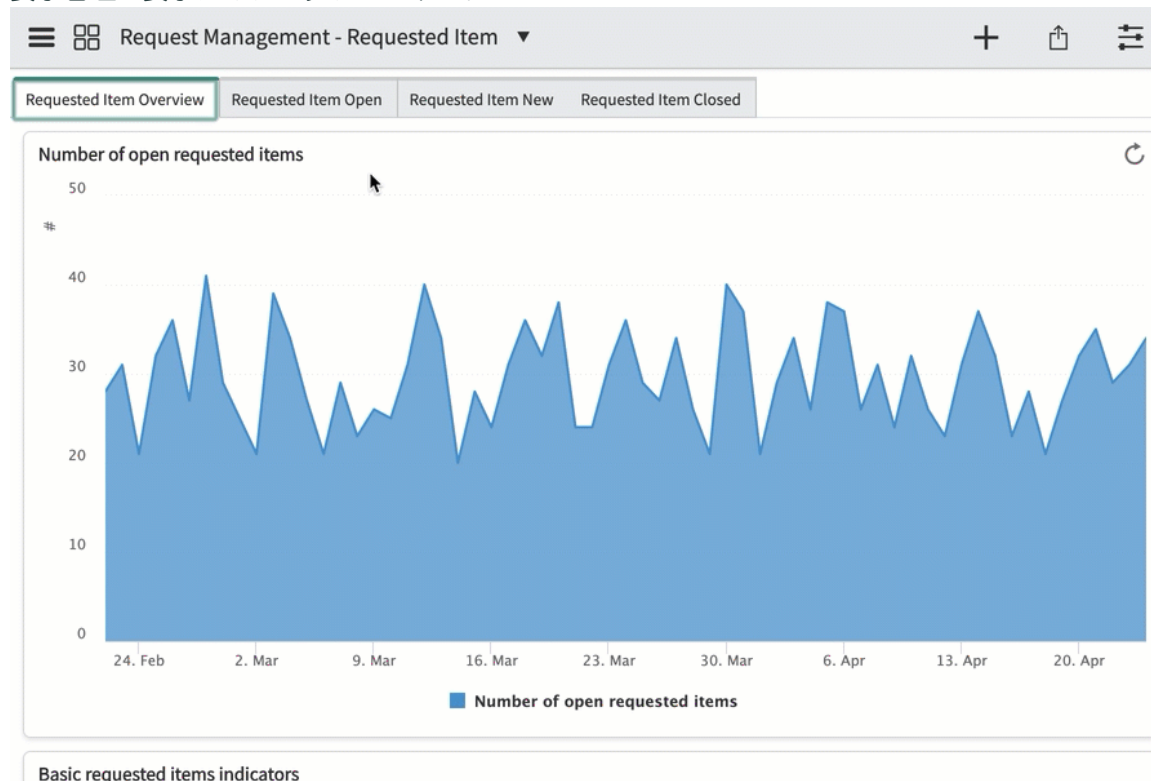 Request Management - Requested Item
Requested Item Overview Requested Item Open Requested Item New Requested Item Closed
Number of open requested items
50
#
40
30
20
10
0
24. Feb 2. Mar 9. Mar 16. Mar 23. Mar 30. Mar 6. Apr 13. Apr 20. Apr
Number of open requested items
Basic requested items indicators